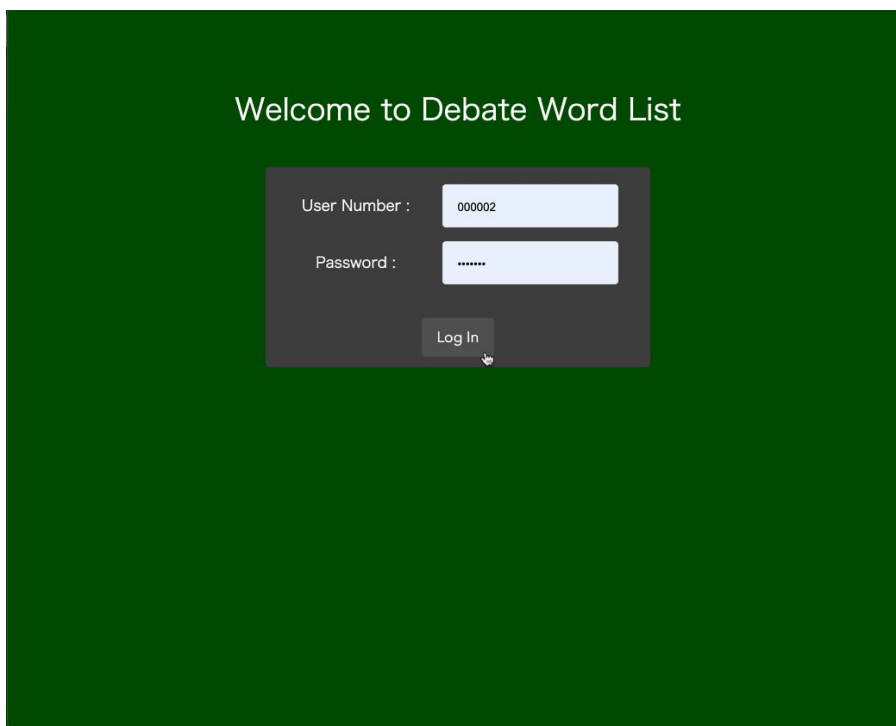 Welcome to Debate Word List
User Number : 000002
Password : •••••••
Log In